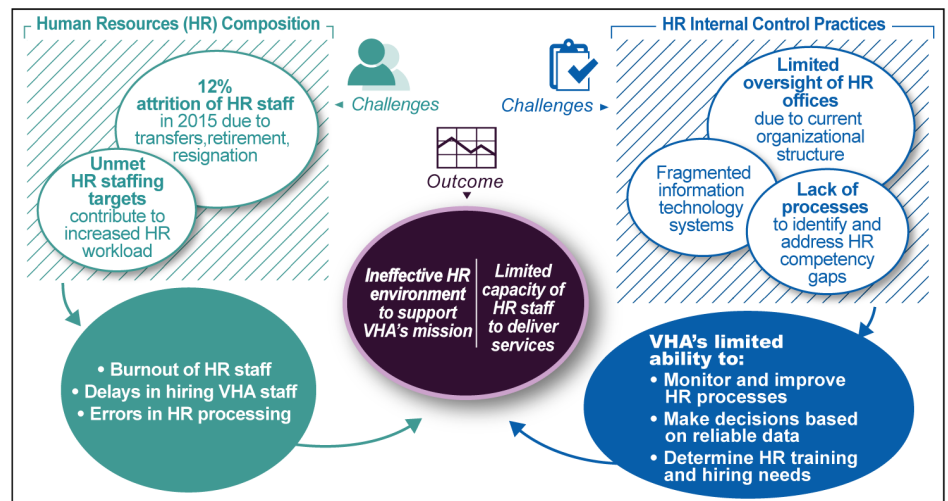 Human Resources (HR) Composition
12%
attrition of HR staff
in 2015 due to
transfers,retirement,
resignation
Unmet
HR staffing
targets
contribute to
increased HR
workload
Challenges
Challenges
HR Internal Control Practices
Limited
oversight of HR
offices
due to current
organizational
structure
Fragmented
information
technology
systems
Lack of
processes
to identify and
address HR
competency
gaps
Outcome
Ineffective HR
environment
to support
VHA's mission
Limited
capacity of
HR staff
to deliver
services
• Burnout of HR staff
• Delays in hiring VHA staff
• Errors in HR processing
VHA's limited
ability to:
• Monitor and improve
HR processes
• Make decisions based
on reliable data
• Determine HR training
and hiring needs